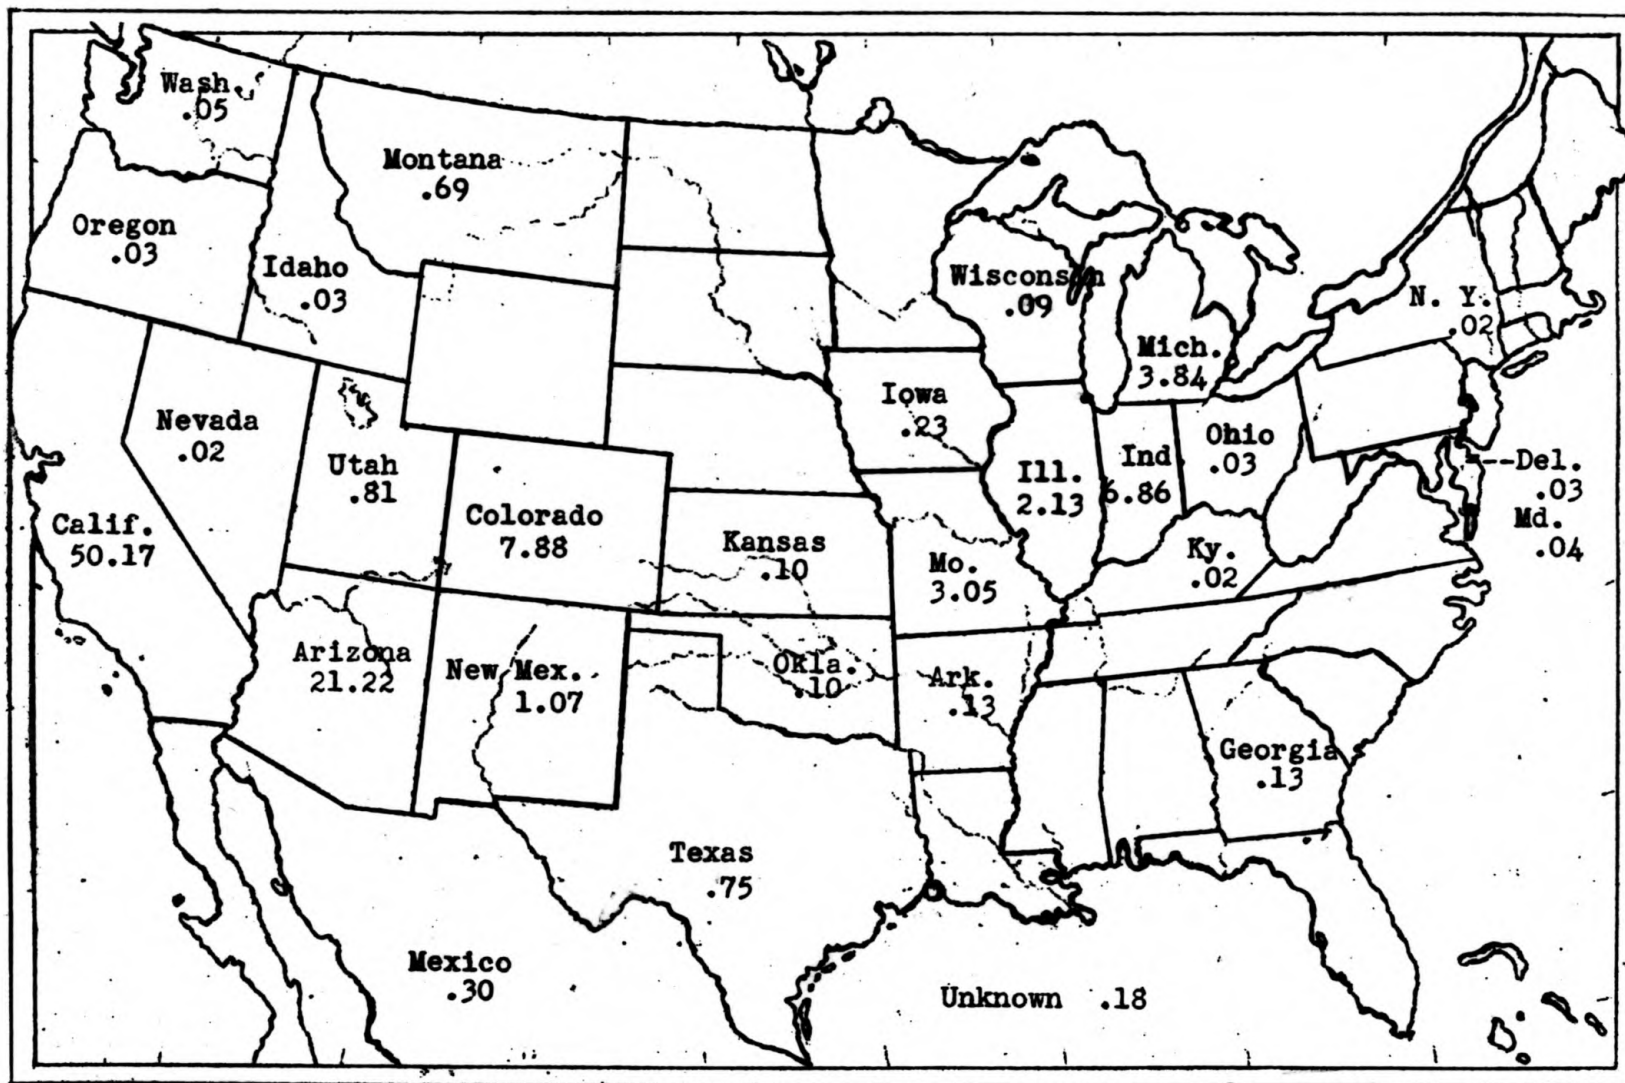 Wash.
.05
Montana
.69
Oregon
.03
Idaho
.03
Wisconsin
.09
N. Y.
.02
Mich.
3.84
Iowa
.23
Nevada
.02
Utah
.81
Ohio
.03
Ind
6.86
Ill.
2.13
Del.
.03
Md.
.04
Calif.
50.17
Colorado
7.88
Kansas
.10
Mo.
3.05
Ky.
.02
Arizona
21.22
New Mex.
1.07
Okla.
.10
Ark.
.13
Georgia
.13
Texas
.75
Mexico
.30
Unknown .18